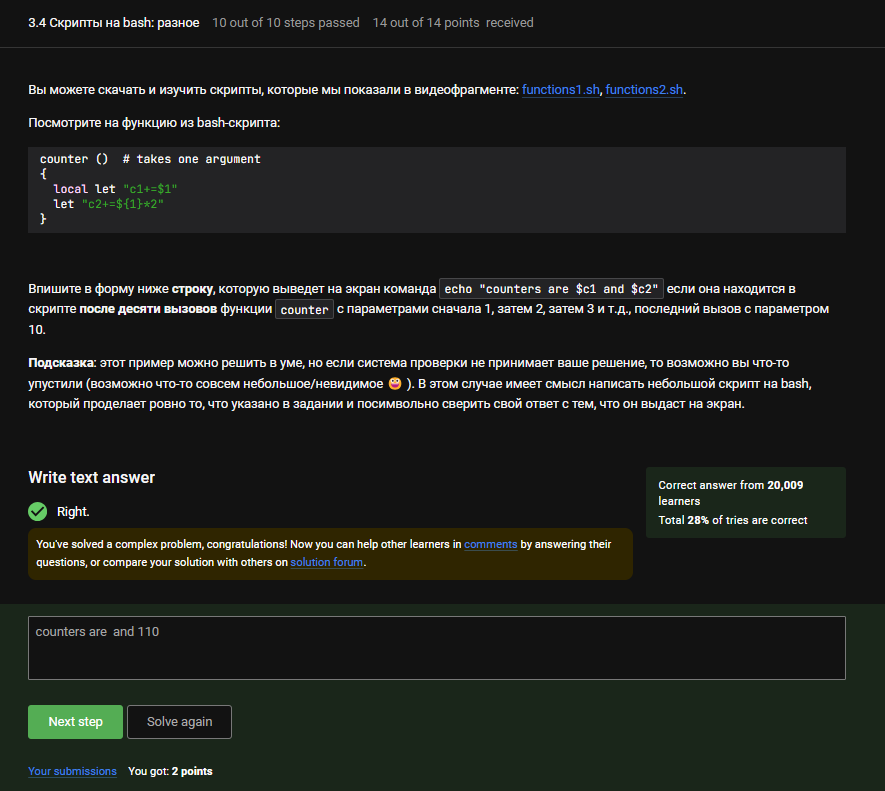 3.4 Скрипты на bash: разное 10 out of 10 steps passed 14 out of 14 points received
Вы можете скачать и изучить скрипты, которые мы показали в видеофрагменте: functions1.sh, functions2.sh.
Посмотрите на функцию из bash-скрипта:
counter ()  # takes one argument
{
  local let "c1+=$1"
  let "c2+=${1}*2"
}
Впишите в форму ниже строку, которую выведет на экран команда echo "counters are $c1 and $c2" если она находится в
скрипте после десяти вызовов функции counter с параметрами сначала 1, затем 2, затем 3 и т.д., последний вызов с параметром
10.
Подсказка: этот пример можно решить в уме, но если система проверки не принимает ваше решение, то возможно вы что-то
упустили (возможно что-то совсем небольшое/невидимое 😀 ). В этом случае имеет смысл написать небольшой скрипт на bash,
который проделает ровно то, что указано в задании и посимвольно сверить свой ответ с тем, что он выдаст на экран.
Write text answer
Correct answer from 20,009
learners
Total 28% of tries are correct
Right.
You've solved a complex problem, congratulations! Now you can help other learners in comments by answering their
questions, or compare your solution with others on solution forum.
counters are  and 110
Next step Solve again
Your submissions You got: 2 points